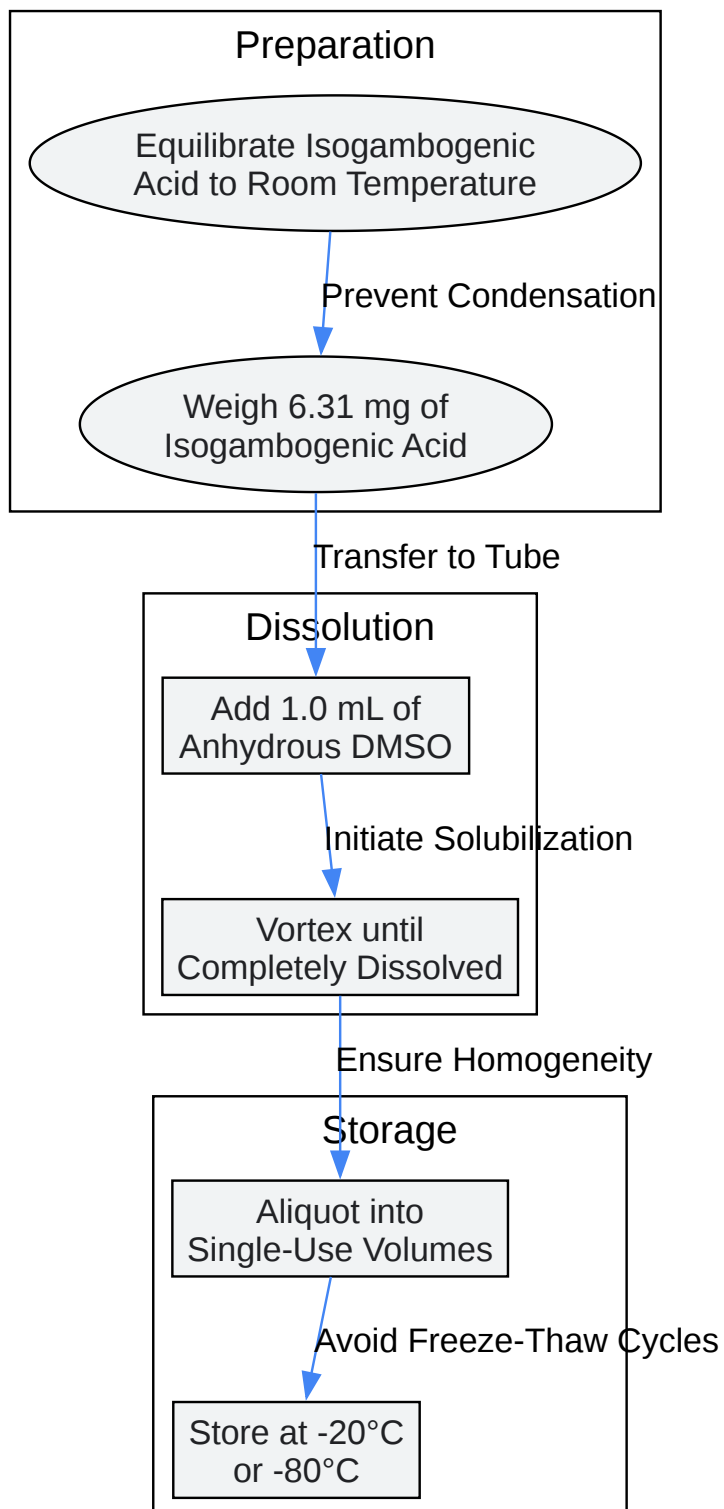 Preparation
Equilibrate Isogambogenic
Acid to Room Temperature
Prevent Condensation
Weigh 6.31 mg of
Isogambogenic Acid
Transfer to Tube
Dissolution
Add 1.0 mL of
Anhydrous DMSO
Initiate Solubilization
Vortex until
Completely Dissolved
Ensure Homogeneity
Storage
Aliquot into
Single-Use Volumes
Avoid Freeze-Thaw Cycles
Store at -20°C
or -80°C